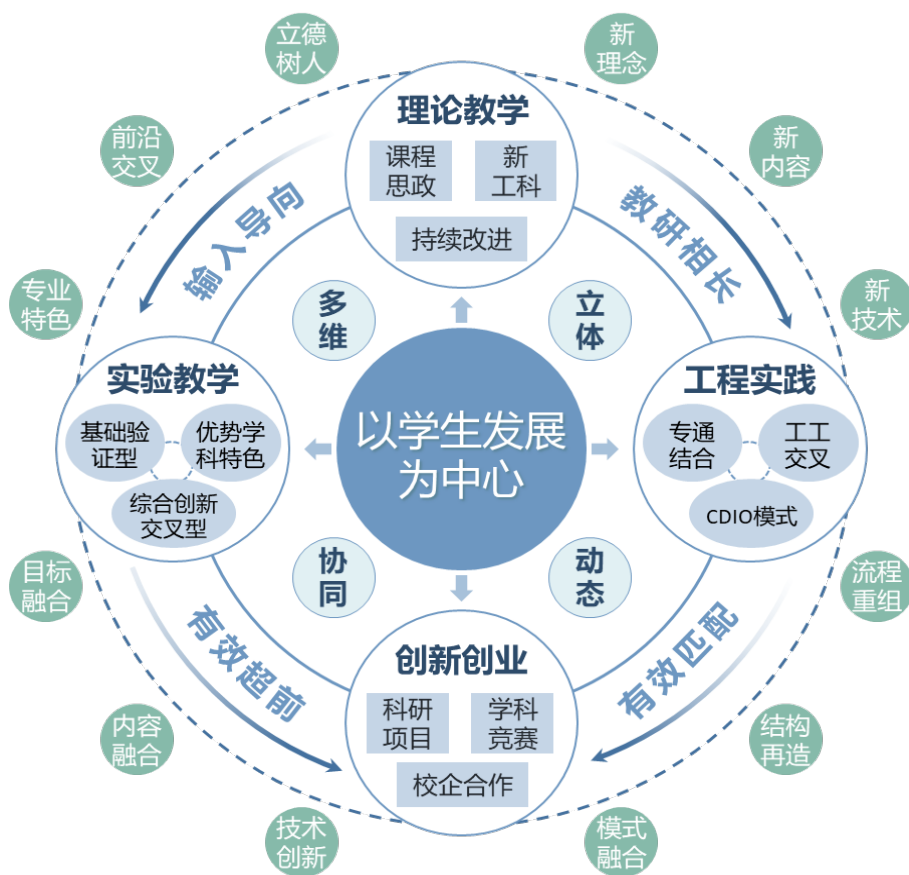 立德
树人
新
理念
前沿
交叉
新
内容
专业
特色
新
技术
理论教学
课程
思政
新
工科
持续改进
输入导向
教研相长
多
维
立
体
实验教学
基础验
证型
优势学
科特色
综合创新
交叉型
以学生发展
为中心
工程实践
专通
结合
工工
交叉
CDIO模式
协
同
动
态
有效超前
有效匹配
创新创业
科研
项目
学科
竞赛
校企合作
目标
融合
流程
重组
内容
融合
结构
再造
技术
创新
模式
融合